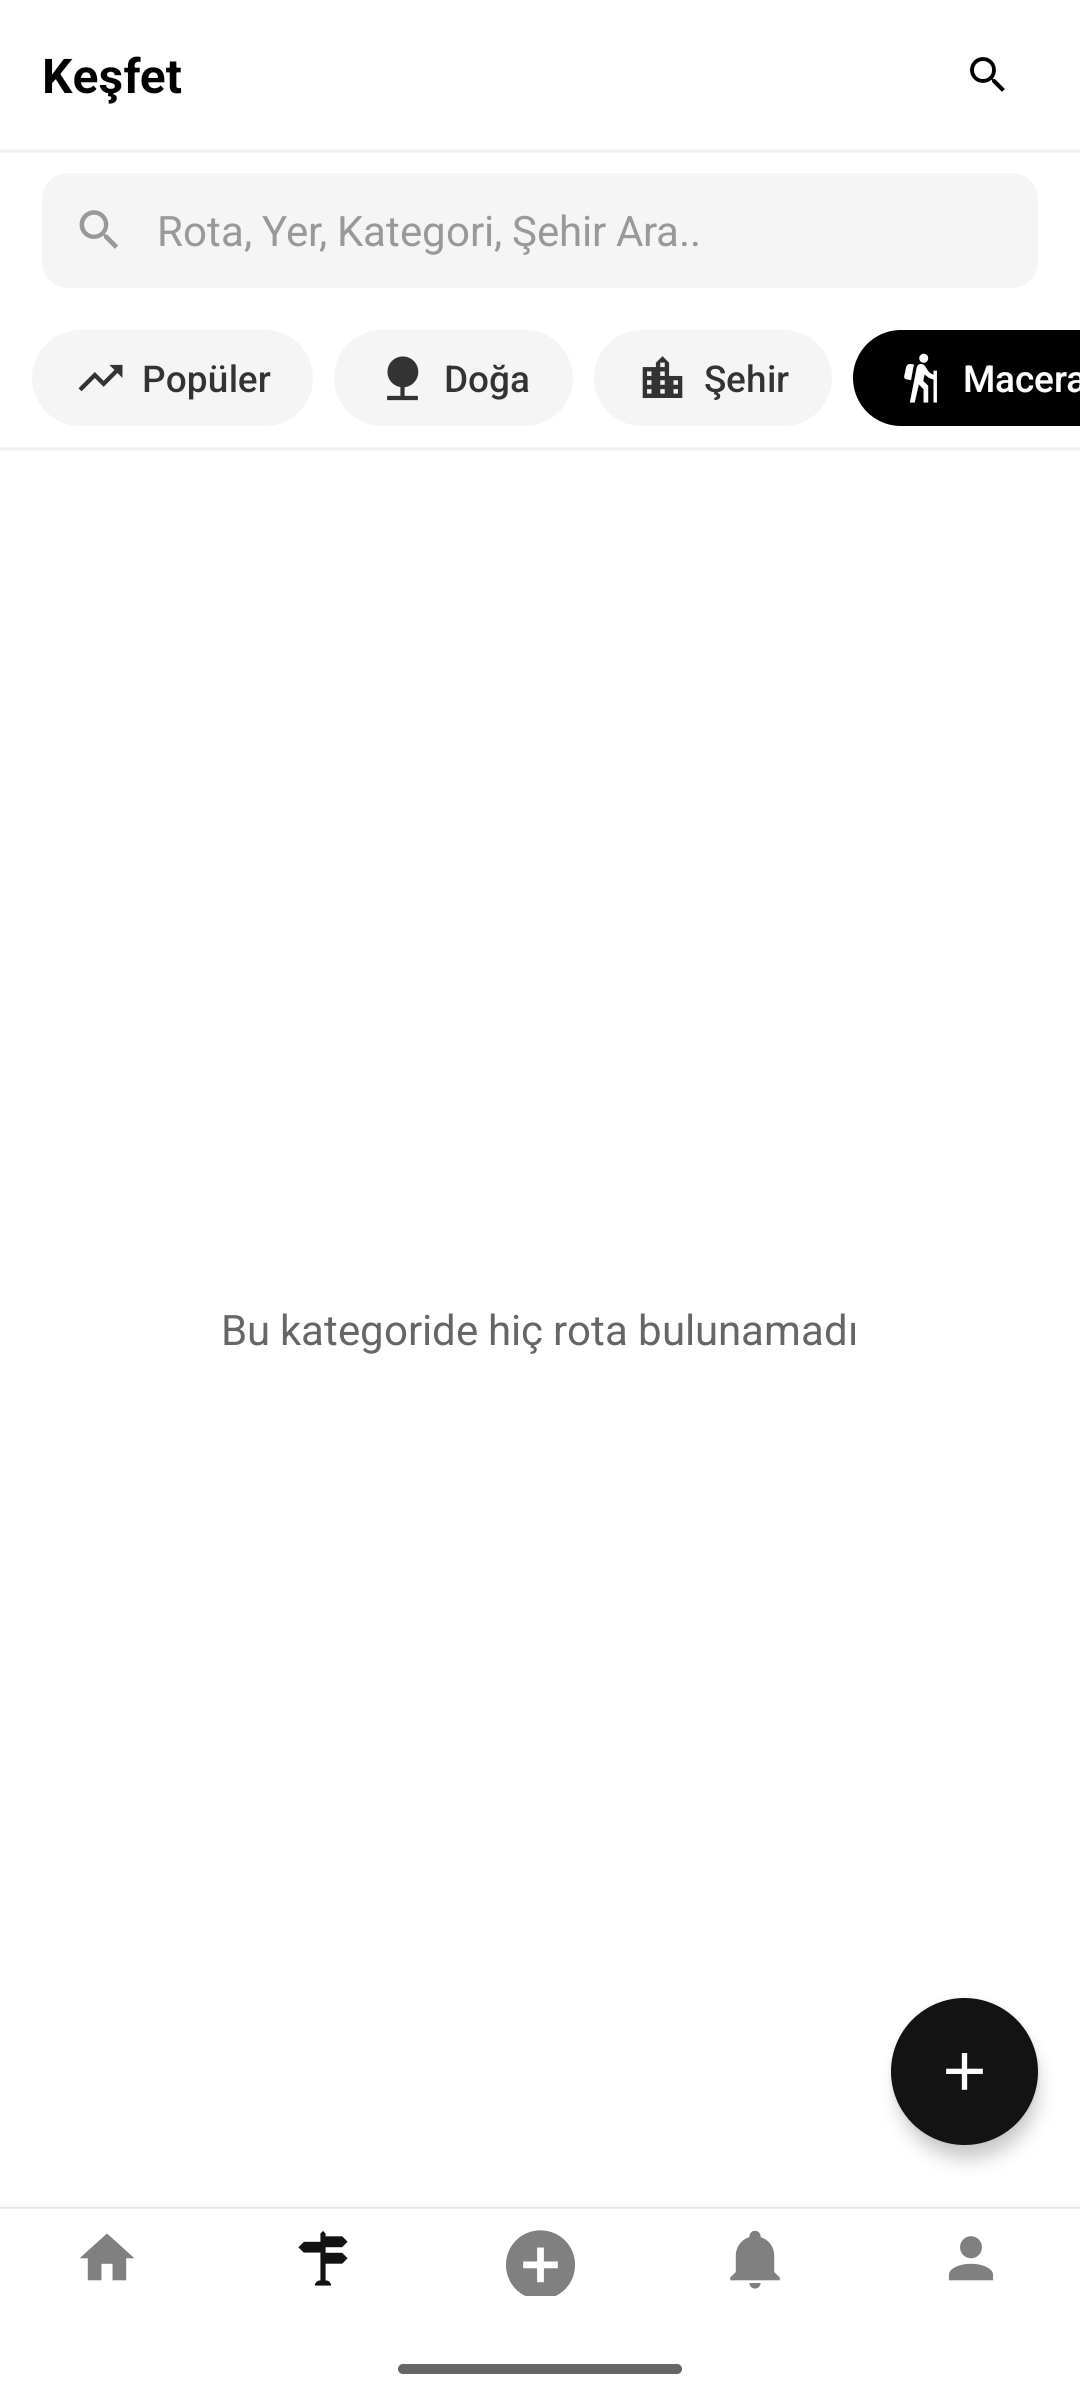 Keşfet
Rota, Yer, Kategori, Şehir Ara..
Popüler
Doğa
Şehir
Macera
Bu kategoride hiç rota bulunamadı